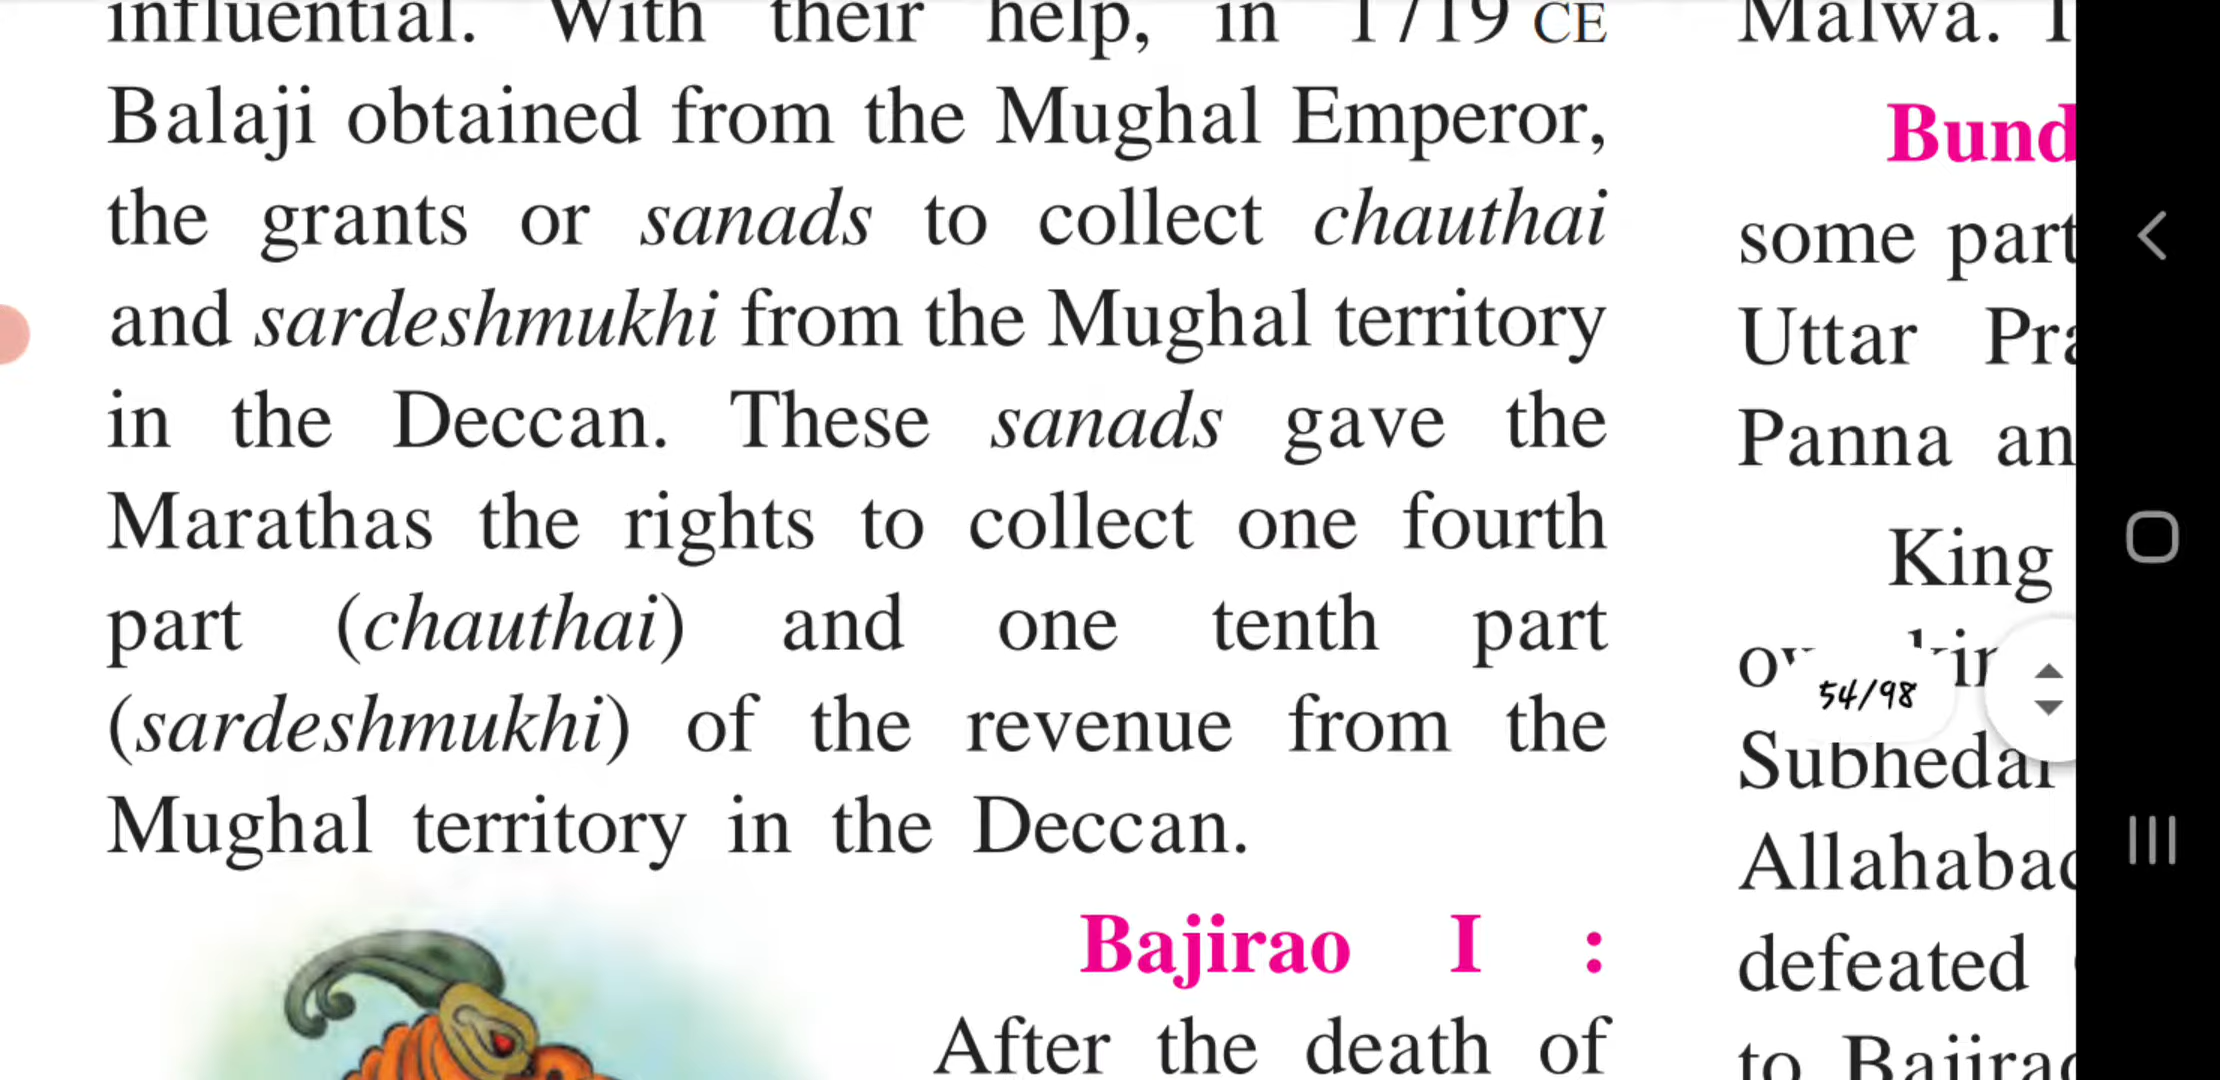 influential. With their help, in 1719 CE
Balaji obtained from the Mughal Emperor,
the grants or sanads to collect chauthai
and sardeshmukhi from the Mughal territory
in the Deccan. These sanads gave the
Marathas the rights to collect one fourth
part (chauthai) and one tenth part
(sardeshmukhi) of the revenue from the
Mughal territory in the Deccan.
Bajirao I :
After the death of
Malwa. I
Bund
some part
Uttar Pra
Panna an
King
54/98
Subhedar
Allahabad
defeated
to Bajirao